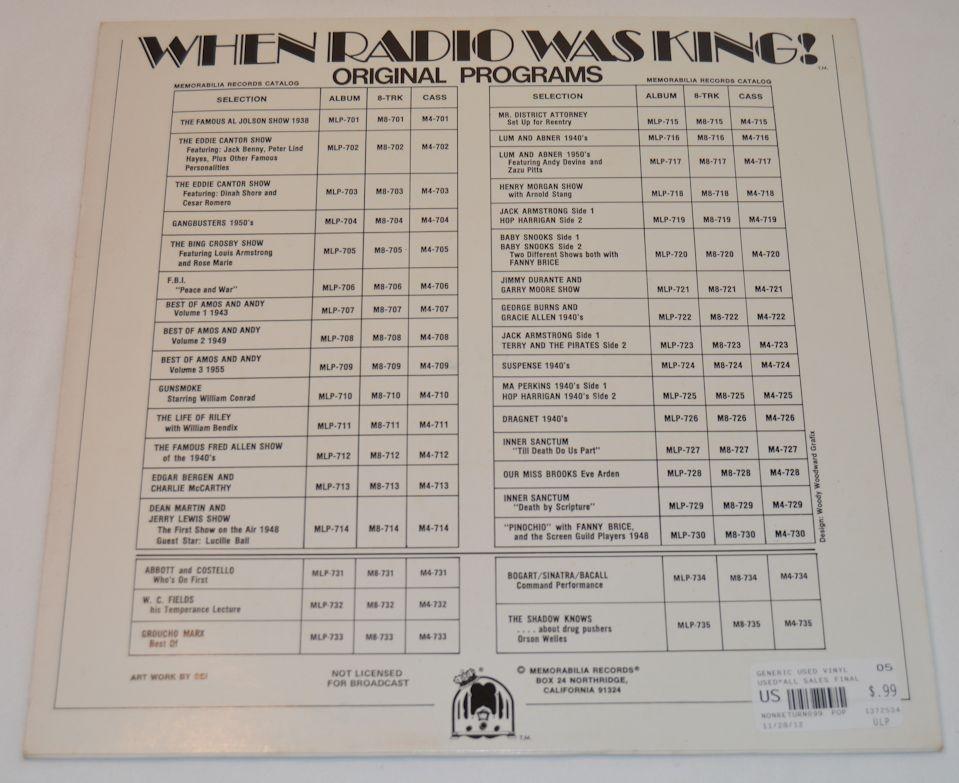 WHEN RADIO WAS KING!
T.M.
ORIGINAL PROGRAMS
MEMORABILIA RECORDS CATALOG
SELECTION ALBUM 8-TRK CASS
THE FAMOUS AL JOLSON SHOW 1938 MLP-701 M8-701 M4-701
THE EDDIE CANTOR SHOW
Featuring: Jack Benny, Peter Lind MLP-702 M8-702 M4-702
Hayes, Plus Other Famous
Personalities
THE EDDIE CANTOR SHOW
Featuring: Dinah Shore and MLP-703 M8-703 M4-703
Cesar Romero
GANGBUSTERS 1950's MLP-704 M8-704 M4-704
THE BING CROSBY SHOW
Featuring Louis Armstrong MLP-705 M8-705 M4-705
and Rose Marie
F.B.I.
"Peace and War" MLP-706 M8-706 M4-706
BEST OF AMOS AND ANDY
Volume 1 1943 MLP-707 M8-707 M4-707
BEST OF AMOS AND ANDY
Volume 2 1949 MLP-708 M8-708 M4-708
BEST OF AMOS AND ANDY
Volume 3 1955 MLP-709 M8-709 M4-709
GUNSMOKE
Starring William Conrad MLP-710 M8-710 M4-710
THE LIFE OF RILEY
with William Bendix MLP-711 M8-711 M4-711
THE FAMOUS FRED ALLEN SHOW
of the 1940's MLP-712 M8-712 M4-712
EDGAR BERGEN AND
CHARLIE McCARTHY MLP-713 M8-713 M4-713
DEAN MARTIN AND
JERRY LEWIS SHOW
The First Show on the Air 1948 MLP-714 M8-714 M4-714
Guest Star: Lucille Ball
ABBOTT and COSTELLO MLP-731 M8-731 M4-731
Who's On First
W. C. FIELDS
his Temperance Lecture MLP-732 M8-732 M4-732
GROUCHO MARX MLP-733 M8-733 M4-733
Best Of
MEMORABILIA RECORDS CATALOG
SELECTION ALBUM 8-TRK CASS
MR. DISTRICT ATTORNEY
Set Up for Reentry MLP-715 M8-715 M4-715
LUM AND ABNER 1940's MLP-716 M8-716 M4-716
LUM AND ABNER 1950's
Featuring Andy Devine and MLP-717 M8-717 M4-717
Zazu Pitts
HENRY MORGAN SHOW
with Arnold Stang MLP-718 M8-718 M4-718
JACK ARMSTRONG Side 1
HOP HARRIGAN Side 2 MLP-719 M8-719 M4-719
BABY SNOOKS Side 1
BABY SNOOKS Side 2
Two Different Shows both with MLP-720 M8-720 M4-720
FANNY BRICE
JIMMY DURANTE AND
GARRY MOORE SHOW MLP-721 M8-721 M4-721
GEORGE BURNS AND
GRACIE ALLEN 1940's MLP-722 M8-722 M4-722
JACK ARMSTRONG Side 1
TERRY AND THE PIRATES Side 2 MLP-723 M8-723 M4-723
SUSPENSE 1940's MLP-724 M8-724 M4-724
MA PERKINS 1940's Side 1
HOP HARRIGAN 1940's Side 2 MLP-725 M8-725 M4-725
DRAGNET 1940's MLP-726 M8-726 M4-726
INNER SANCTUM
"Till Death Do Us Part" MLP-727 M8-727 M4-727
OUR MISS BROOKS Eve Arden MLP-728 M8-728 M4-728
INNER SANCTUM
"Death by Scripture" MLP-729 M8-729 M4-729
"PINOCHIO" with FANNY BRICE,
and the Screen Guild Players 1948 MLP-730 M8-730 M4-730
BOGART/SINATRA/BACALL MLP-734 M8-734 M4-734
Command Performance
THE SHADOW KNOWS
.... about drug pushers MLP-735 M8-735 M4-735
Orson Welles
Design: Woody Woodward Grafix
ART WORK BY
NOT LICENSED
FOR BROADCAST
®
T.M.
© MEMORABILIA RECORDS®
BOX 24 NORTHRIDGE,
CALIFORNIA 91324
GENERIC USED VINYL 05
USED*ALL SALES FINAL
US $.99
NONRETURN099 POP 1372534
11/28/12 ULP